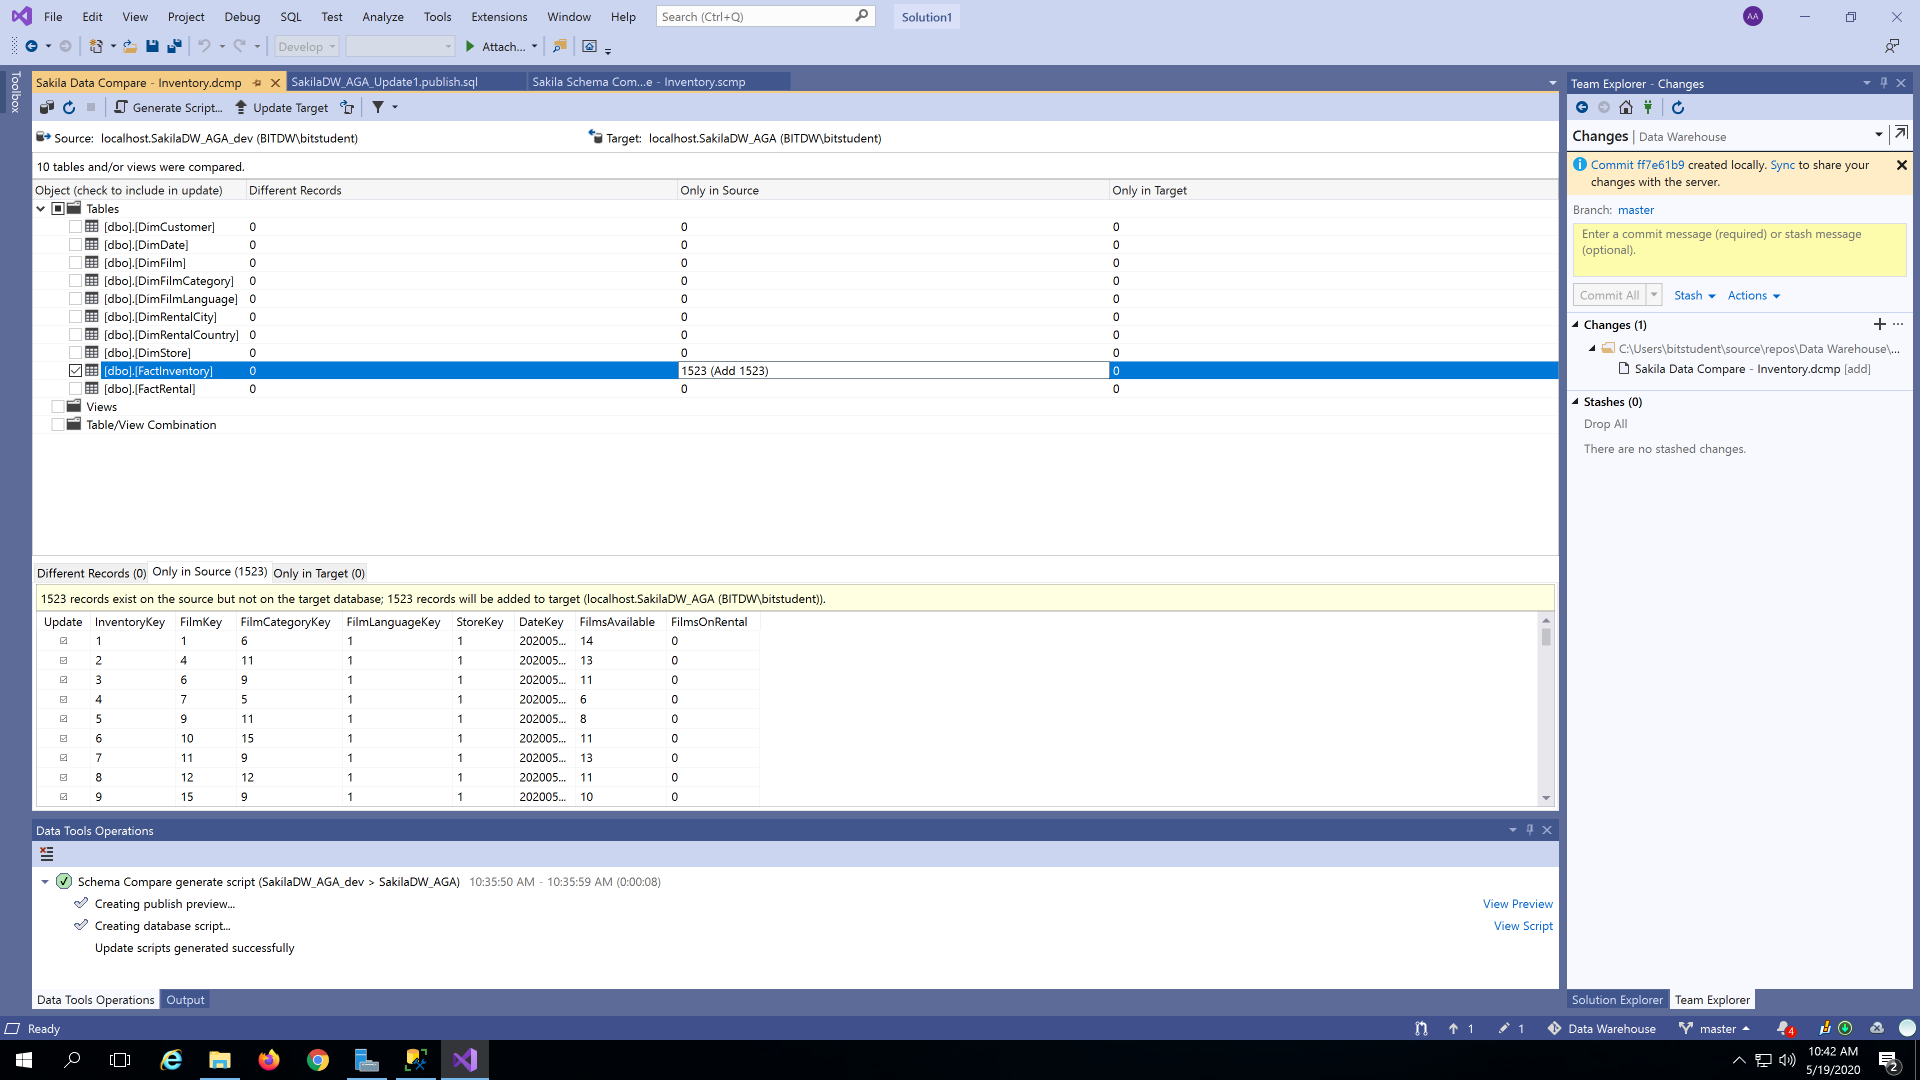 File Edit View Project Debug SQL Test Analyze Tools Extensions Window Help Search (Ctrl+Q) Solution1 AA
Develop Attach...
Toolbox
Sakila Data Compare - Inventory.dcmp SakilaDW_AGA_Update1.publish.sql Sakila Schema Com...e - Inventory.scmp
Generate Script... Update Target
Source: localhost.SakilaDW_AGA_dev (BITDW\bitstudent) Target: localhost.SakilaDW_AGA (BITDW\bitstudent)
10 tables and/or views were compared.
Object (check to include in update) Different Records Only in Source Only in Target
Tables
[dbo].[DimCustomer] 0 0 0
[dbo].[DimDate] 0 0 0
[dbo].[DimFilm] 0 0 0
[dbo].[DimFilmCategory] 0 0 0
[dbo].[DimFilmLanguage] 0 0 0
[dbo].[DimRentalCity] 0 0 0
[dbo].[DimRentalCountry] 0 0 0
[dbo].[DimStore] 0 0 0
[dbo].[FactInventory] 0 1523 (Add 1523) 0
[dbo].[FactRental] 0 0 0
Views
Table/View Combination
Different Records (0) Only in Source (1523) Only in Target (0)
1523 records exist on the source but not on the target database; 1523 records will be added to target (localhost.SakilaDW_AGA (BITDW\bitstudent)).
Update InventoryKey FilmKey FilmCategoryKey FilmLanguageKey StoreKey DateKey FilmsAvailable FilmsOnRental
1 1 6 1 1 202005... 14 0
2 4 11 1 1 202005... 13 0
3 6 9 1 1 202005... 11 0
4 7 5 1 1 202005... 6 0
5 9 11 1 1 202005... 8 0
6 10 15 1 1 202005... 11 0
7 11 9 1 1 202005... 13 0
8 12 12 1 1 202005... 11 0
9 15 9 1 1 202005... 10 0
Data Tools Operations
Schema Compare generate script (SakilaDW_AGA_dev > SakilaDW_AGA) 10:35:50 AM - 10:35:59 AM (0:00:08)
Creating publish preview... View Preview
Creating database script... View Script
Update scripts generated successfully
Data Tools Operations Output
Team Explorer - Changes
Changes | Data Warehouse
Commit ff7e61b9 created locally. Sync to share your
changes with the server.
Branch: master
Enter a commit message (required) or stash message
(optional).
Commit All Stash Actions
Changes (1)
C:\Users\bitstudent\source\repos\Data Warehouse\...
Sakila Data Compare - Inventory.dcmp [add]
Stashes (0)
Drop All
There are no stashed changes.
Solution Explorer Team Explorer
Ready 1 1 Data Warehouse master 4
10:42 AM
5/19/2020
2